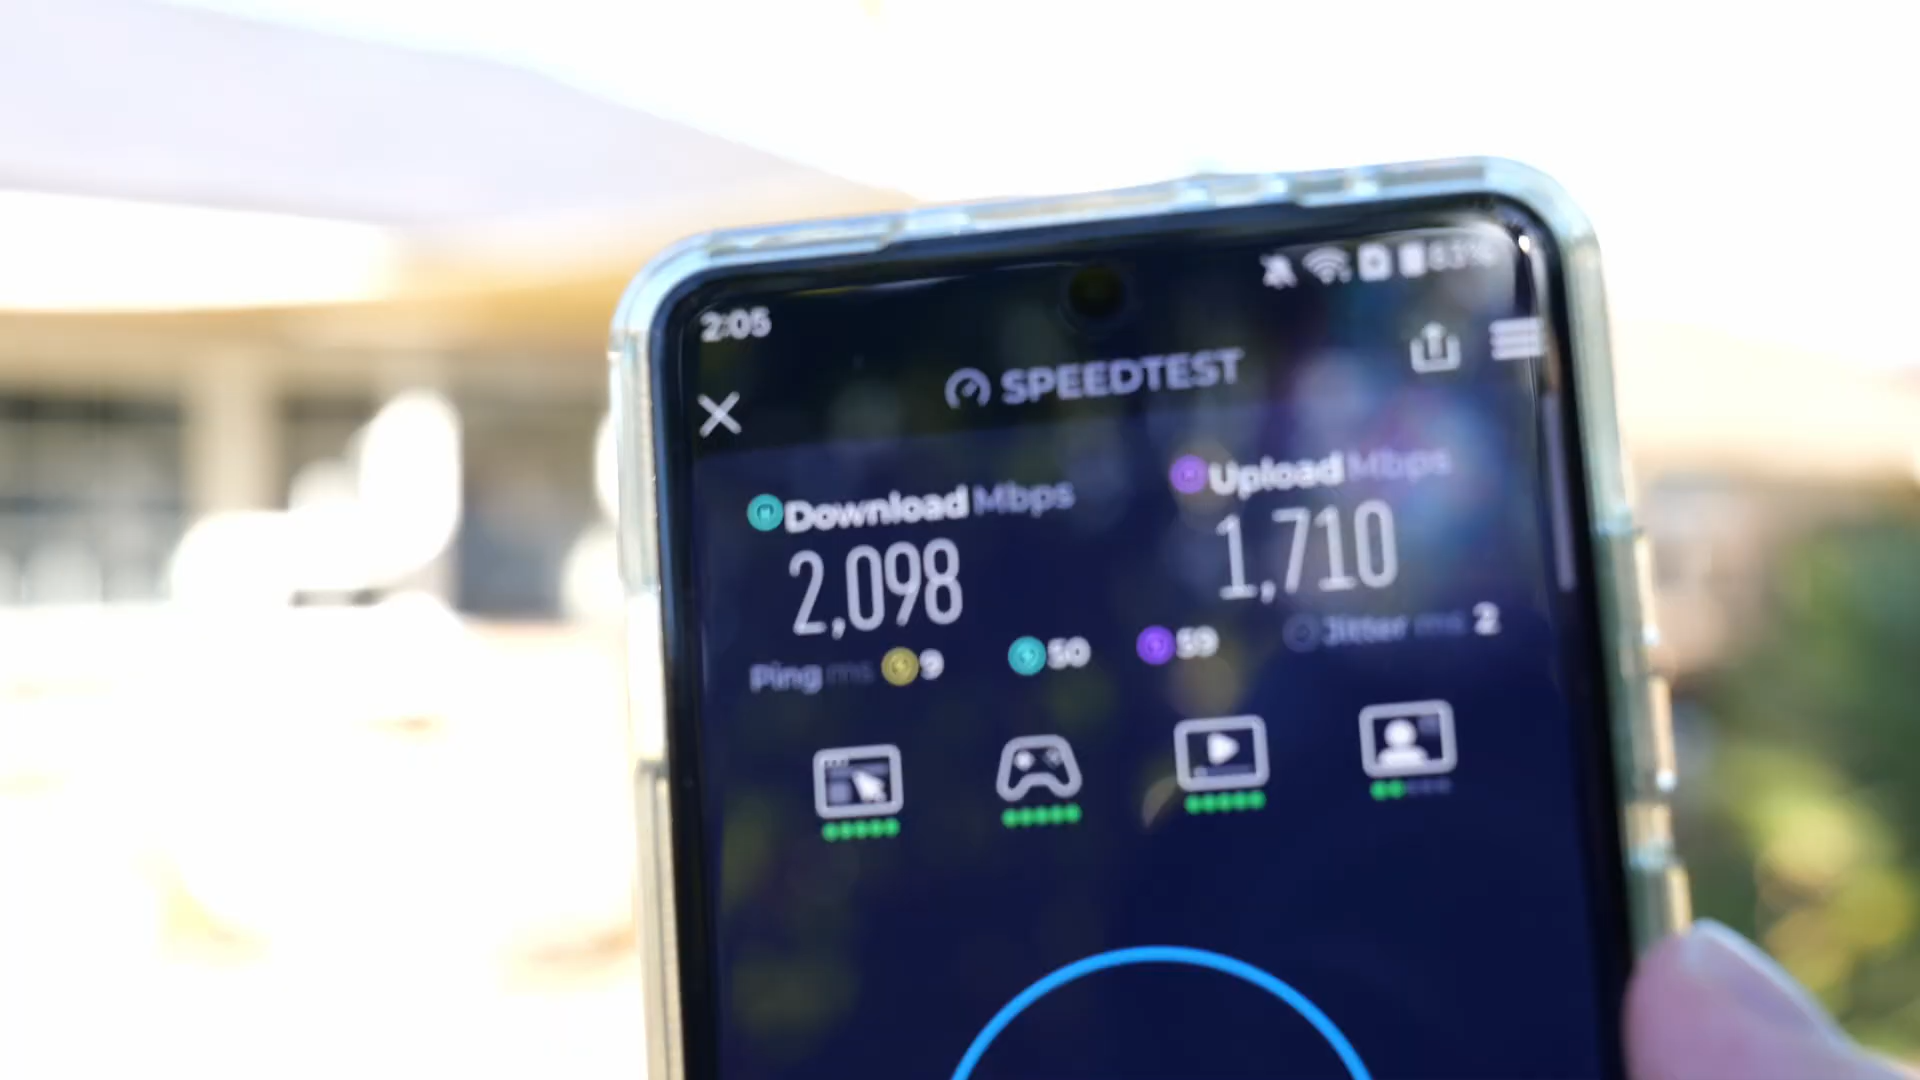 2:05
SPEEDTEST
Download Mbps
Upload Mbps
2,098
1,710
Ping ms 9
50
59
Jitter ms 2